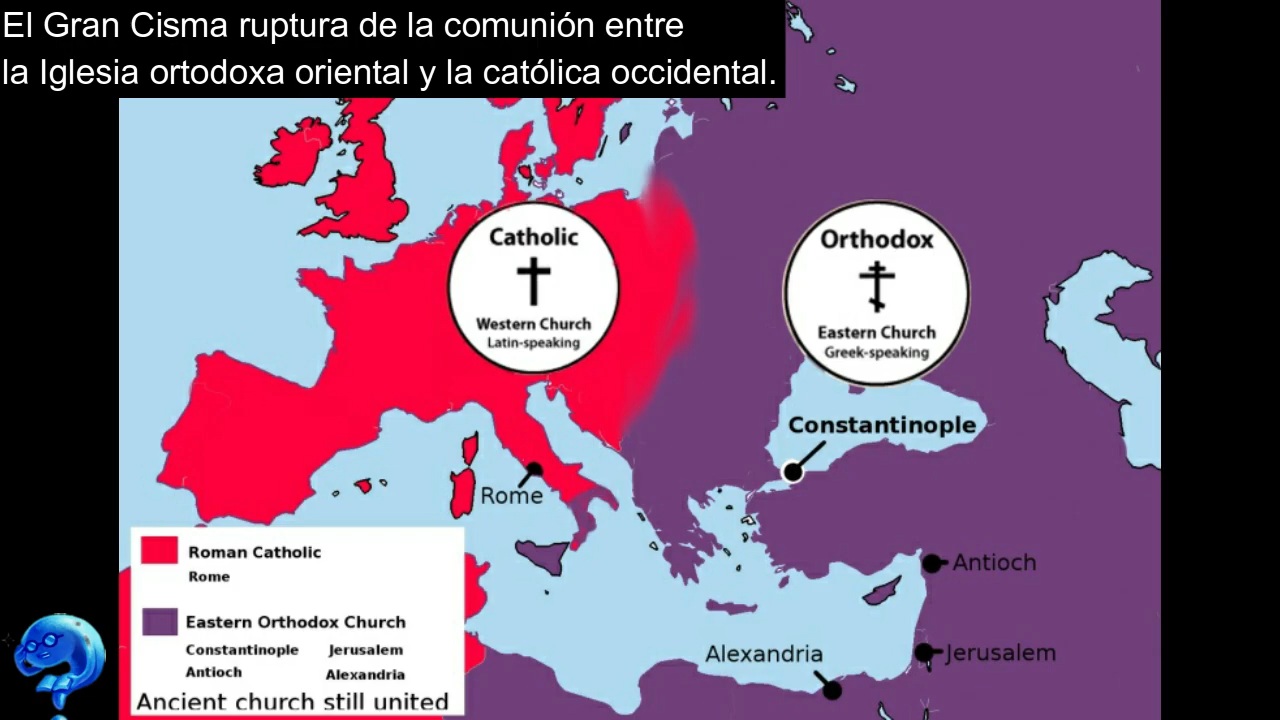 El Gran Cisma ruptura de la comunión entre
la Iglesia ortodoxa oriental y la católica occidental.
Catholic
Western Church
Latin-speaking
Orthodox
Eastern Church
Greek-speaking
Constantinople
Rome
Antioch
Alexandria
Jerusalem
Roman Catholic
Rome
Eastern Orthodox Church
Constantinople Jerusalem
Antioch Alexandria
Ancient church still united